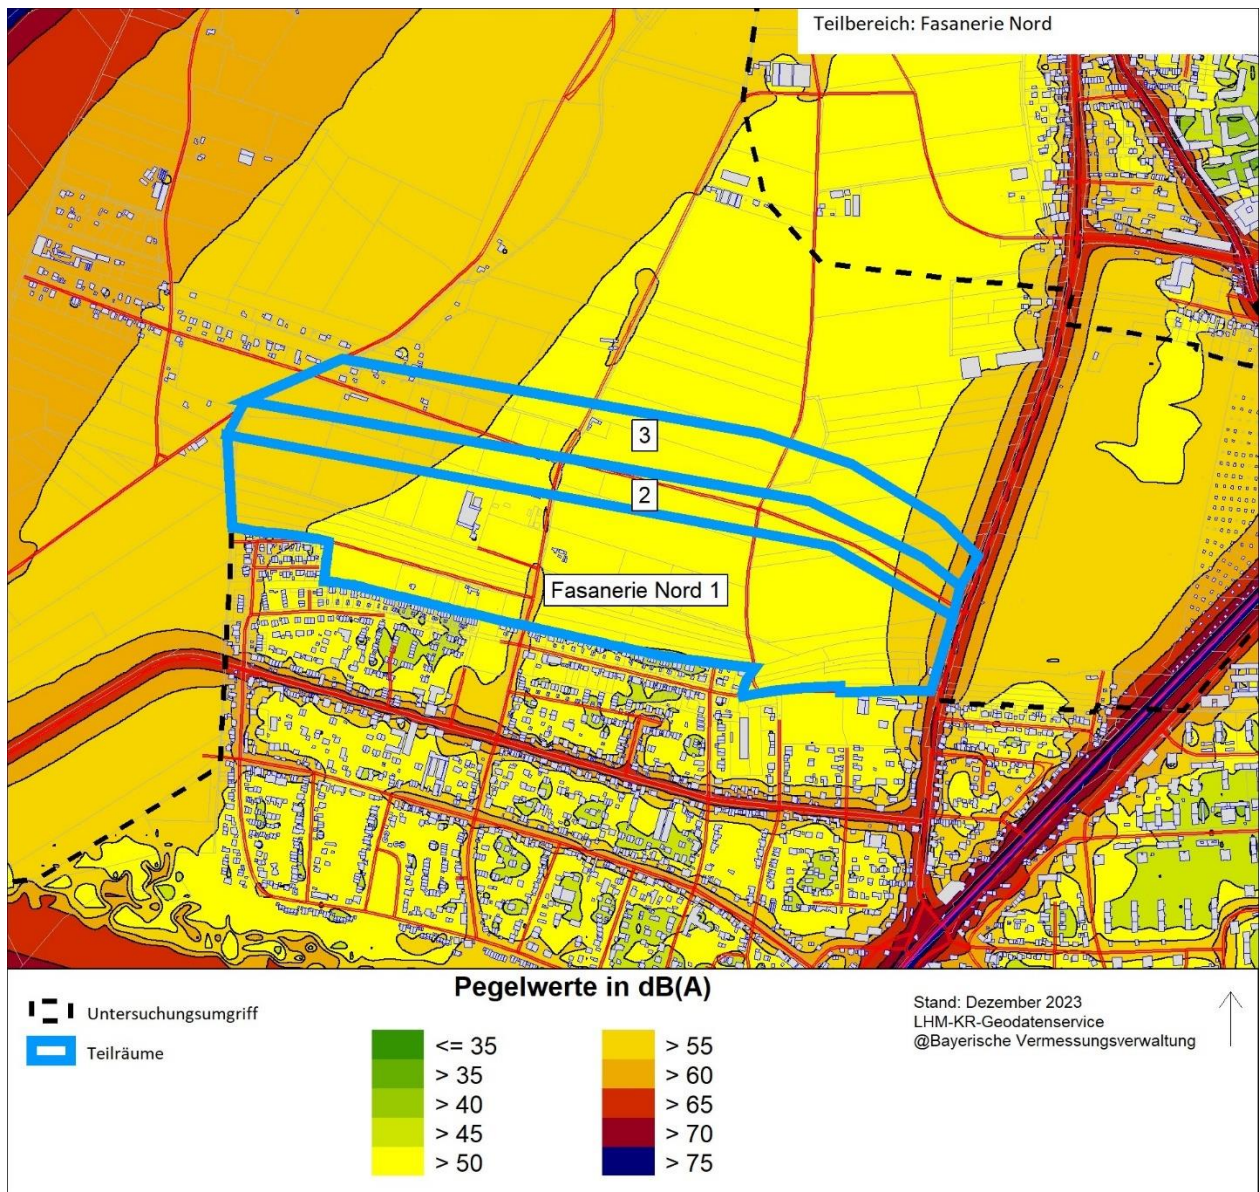 Teilbereich: Fasanerie Nord
3
2
Fasanerie Nord 1
Pegelwerte in dB(A)
Untersuchungsumgriff
Teilräume
<= 35
> 35
> 40
> 45
> 50
> 55
> 60
> 65
> 70
> 75
Stand: Dezember 2023
LHM-KR-Geodatenservice
@Bayerische Vermessungsverwaltung